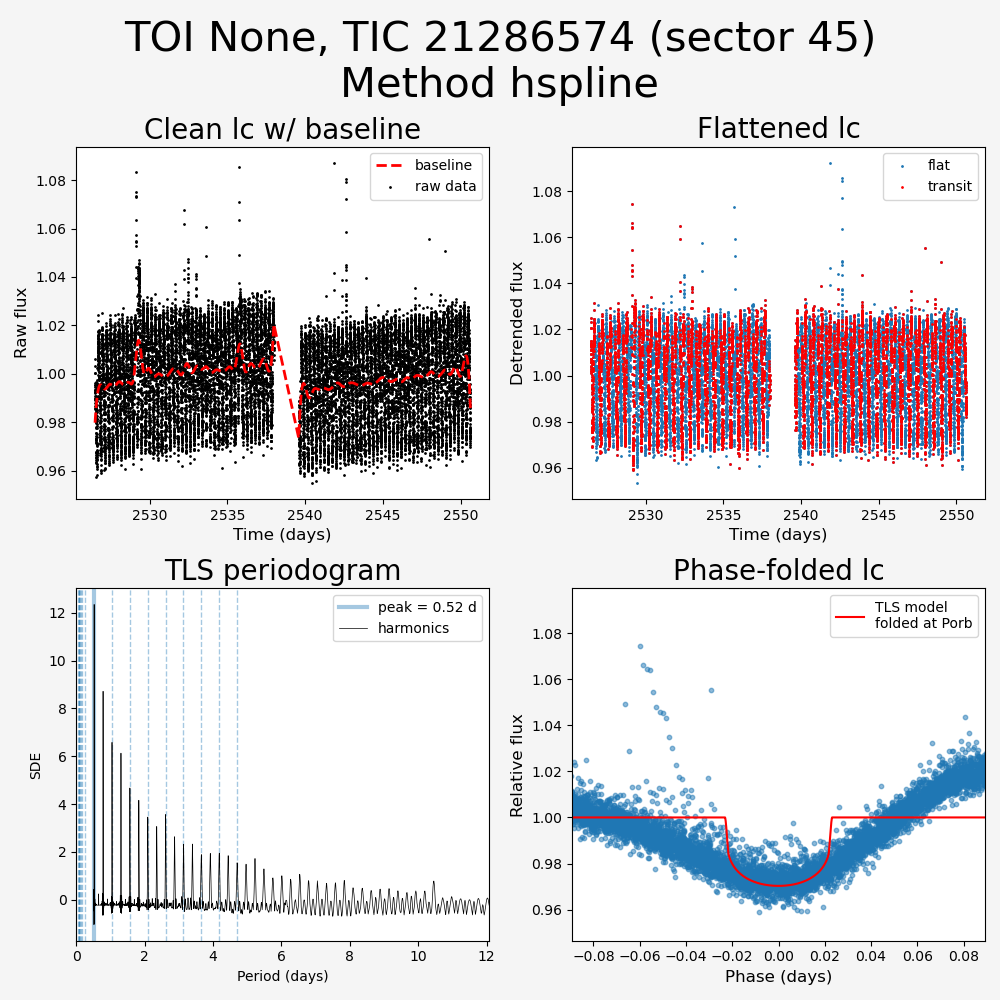 TOI None, TIC 21286574 (sector 45)
Method hspline
Clean lc w/ baseline
Flattened lc
baseline
raw data
flat
transit
1.08
1.06
1.04
1.02
1.00
0.98
0.96
Raw flux
2530
2535
2540
2545
2550
Time (days)
1.08
1.06
1.04
1.02
1.00
0.98
0.96
Detrended flux
2530
2535
2540
2545
2550
Time (days)
TLS periodogram
Phase-folded lc
peak = 0.52 d
harmonics
TLS model
folded at Porb
12
10
8
6
4
2
0
SDE
0
2
4
6
8
10
12
Period (days)
1.08
1.06
1.04
1.02
1.00
0.98
0.96
Relative flux
−0.08
−0.06
−0.04
−0.02
0.00
0.02
0.04
0.06
0.08
Phase (days)